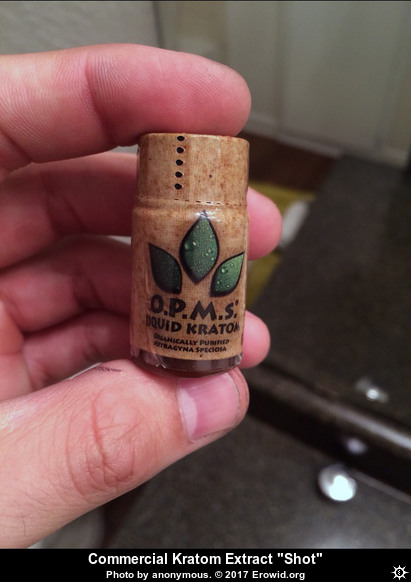 O.P.M.s'
LIQUID KRATOM
ORGANICALLY PURIFIED
MITRAGYNA SPECIOSA
Commercial Kratom Extract "Shot"
Photo by anonymous. © 2017 Erowid.org